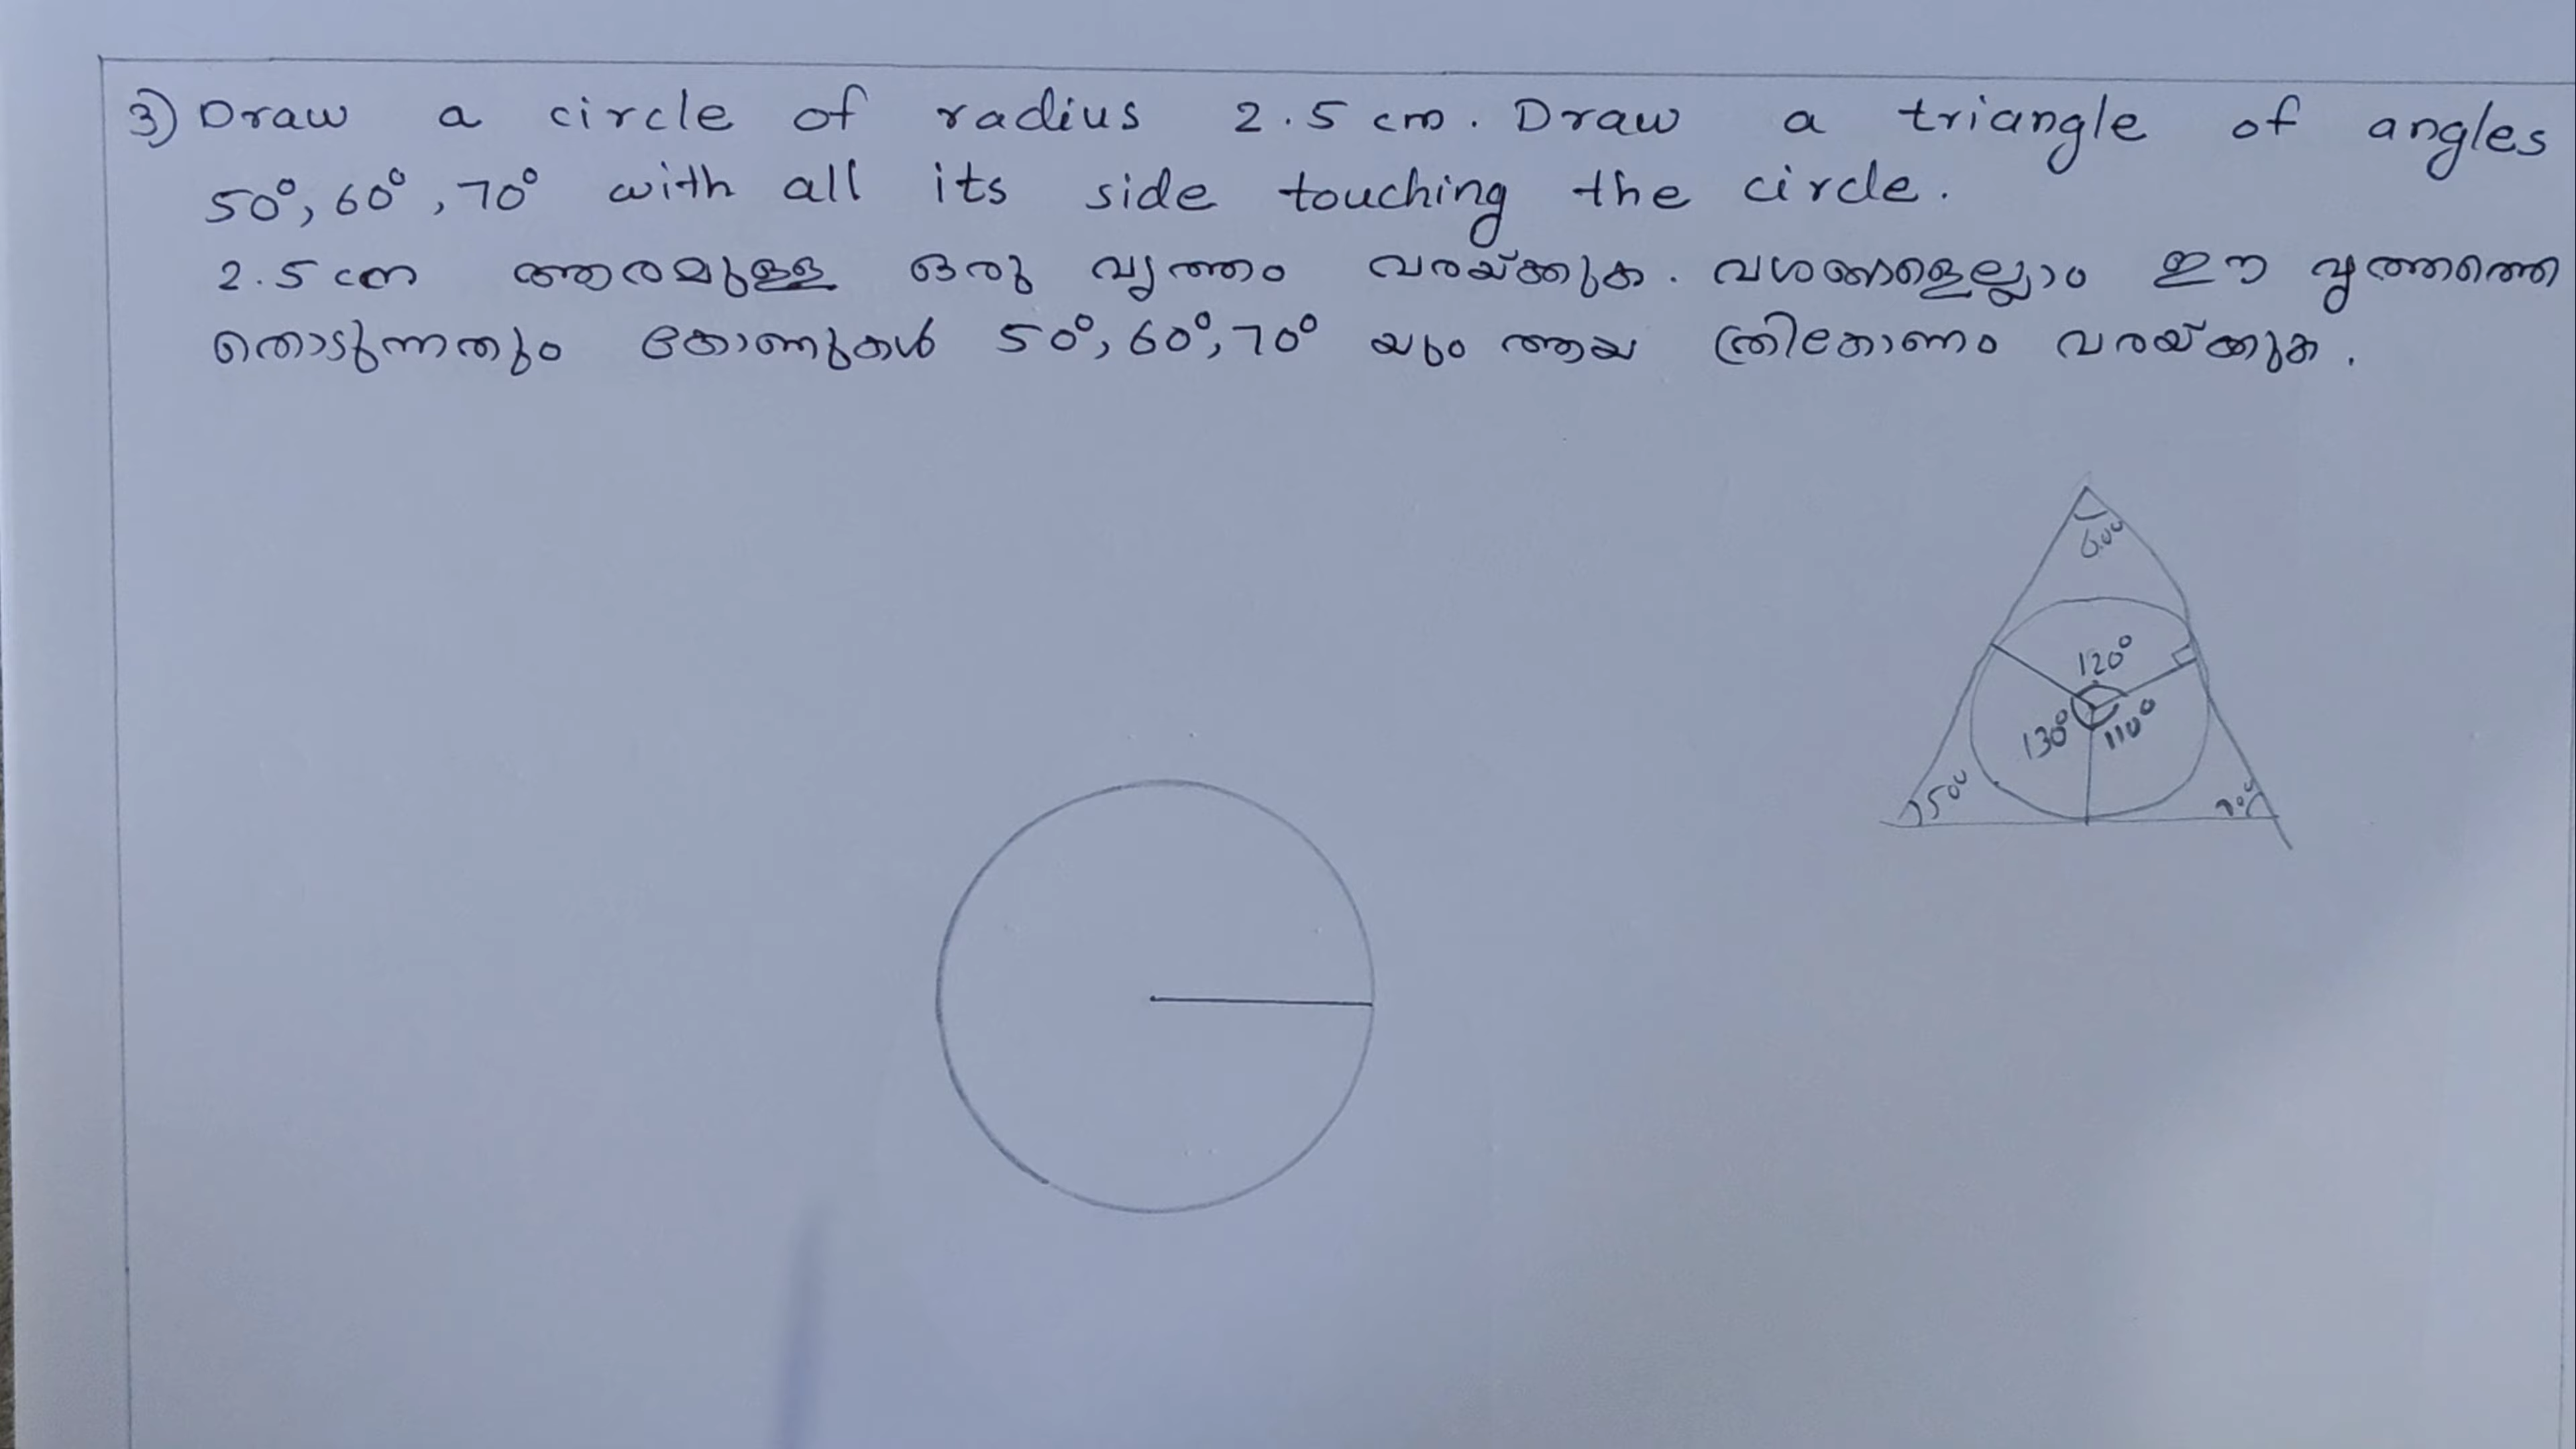 3) Draw a circle of radius 2.5 cm. Draw a triangle of angles
50°, 60°, 70° with all its side touching the circle.
2.5 cm ആരമുള്ള ഒരു വൃത്തം വരയ്ക്കുക. വശങ്ങളെല്ലാം ഈ വൃത്തത്തെ
തൊടുന്നതും കോണുകൾ 50°, 60°, 70° യും ആയ ത്രികോണം വരയ്ക്കുക.
60°
120°
130° 110°
50° 70°